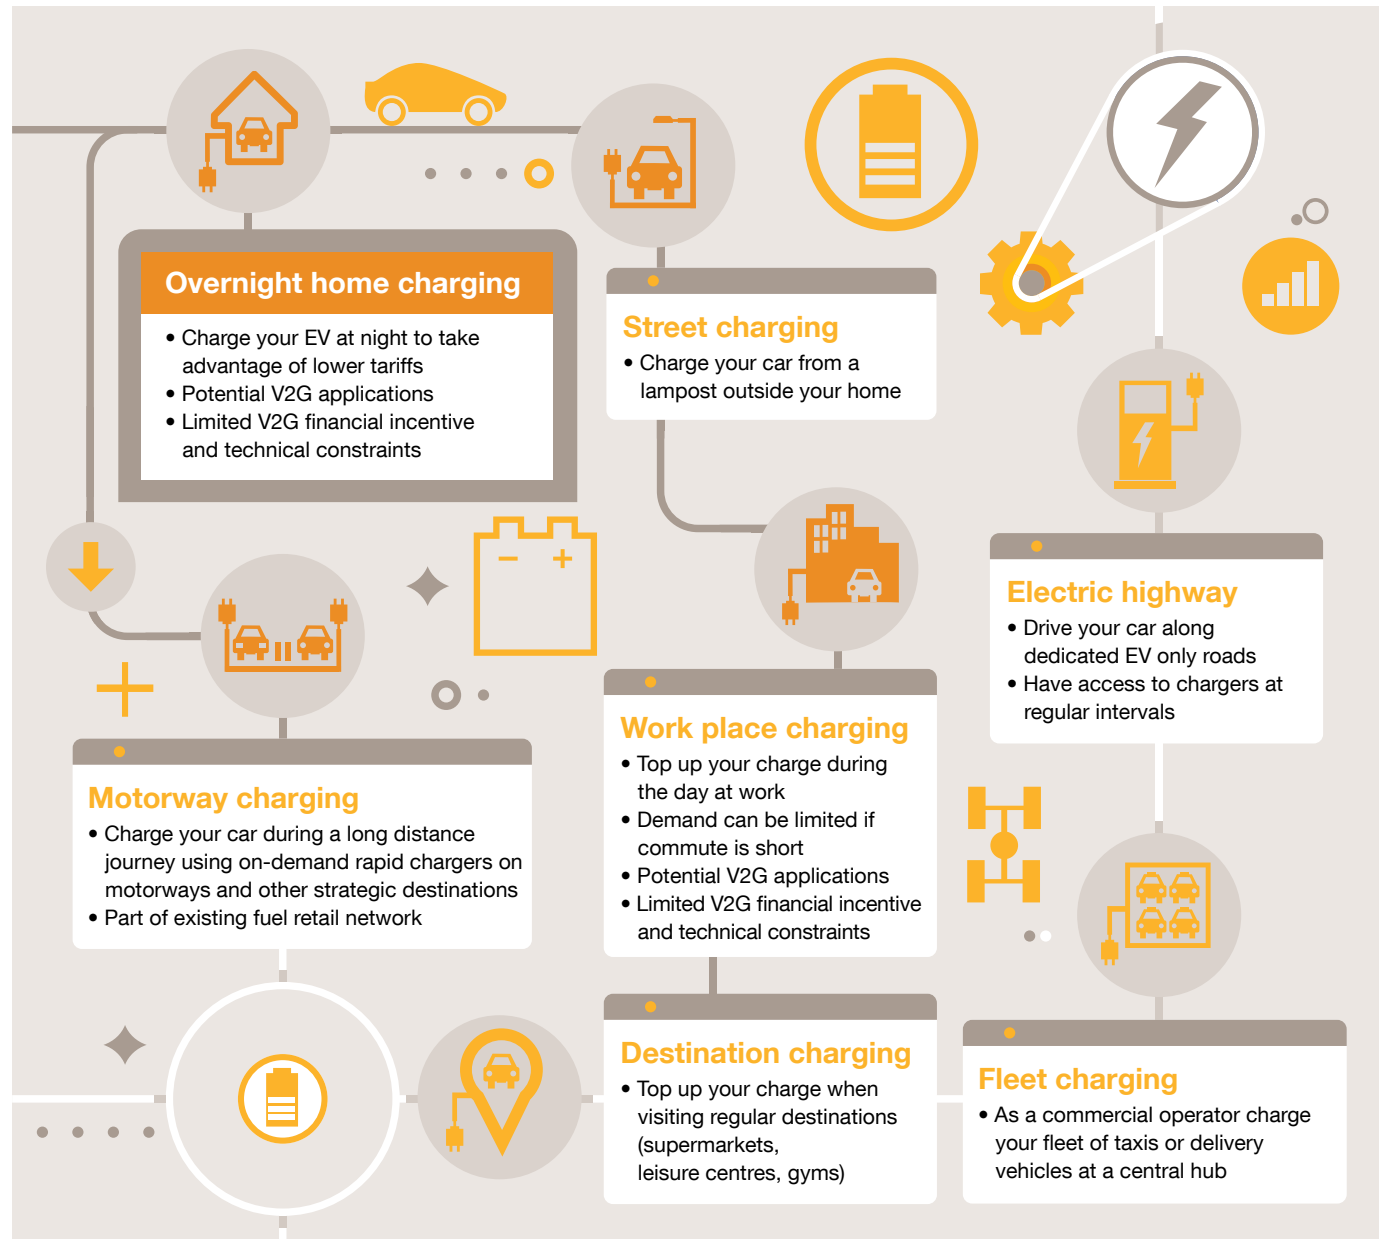 Overnight home charging
• Charge your EV at night to take
advantage of lower tariffs
• Potential V2G applications
• Limited V2G financial incentive
and technical constraints
Street charging
• Charge your car from a
lampost outside your home
Electric highway
• Drive your car along
dedicated EV only roads
• Have access to chargers at
regular intervals
Motorway charging
• Charge your car during a long distance
journey using on-demand rapid chargers on
motorways and other strategic destinations
• Part of existing fuel retail network
Work place charging
• Top up your charge during
the day at work
• Demand can be limited if
commute is short
• Potential V2G applications
• Limited V2G financial incentive
and technical constraints
Destination charging
• Top up your charge when
visiting regular destinations
(supermarkets,
leisure centres, gyms)
Fleet charging
• As a commercial operator charge
your fleet of taxis or delivery
vehicles at a central hub